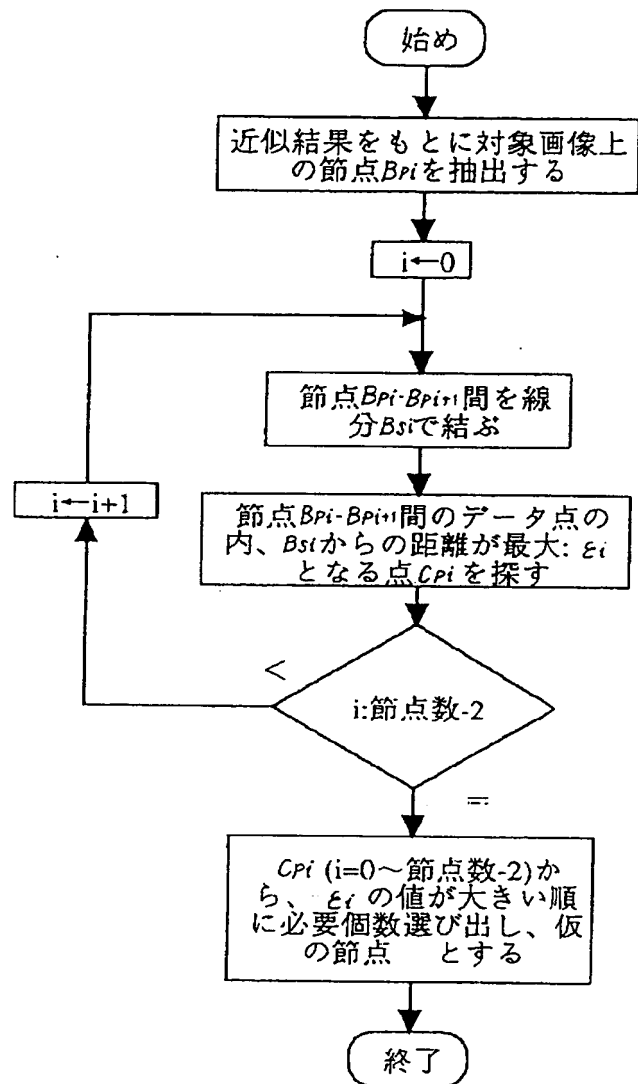 始め
近似結果をもとに対象画像上
の節点Bpiを抽出する
i←0
節点Bpi-Bpi+1間を線
分Bsiで結ぶ
i←i+1
節点Bpi-Bpi+1間のデータ点の
内、Bsiからの距離が最大: εi
となる点Cpiを探す
<
i:節点数-2
=
Cpi (i=0～節点数-2)か
ら、 εi の値が大きい順
に必要個数選び出し、仮
の節点 とする
終了